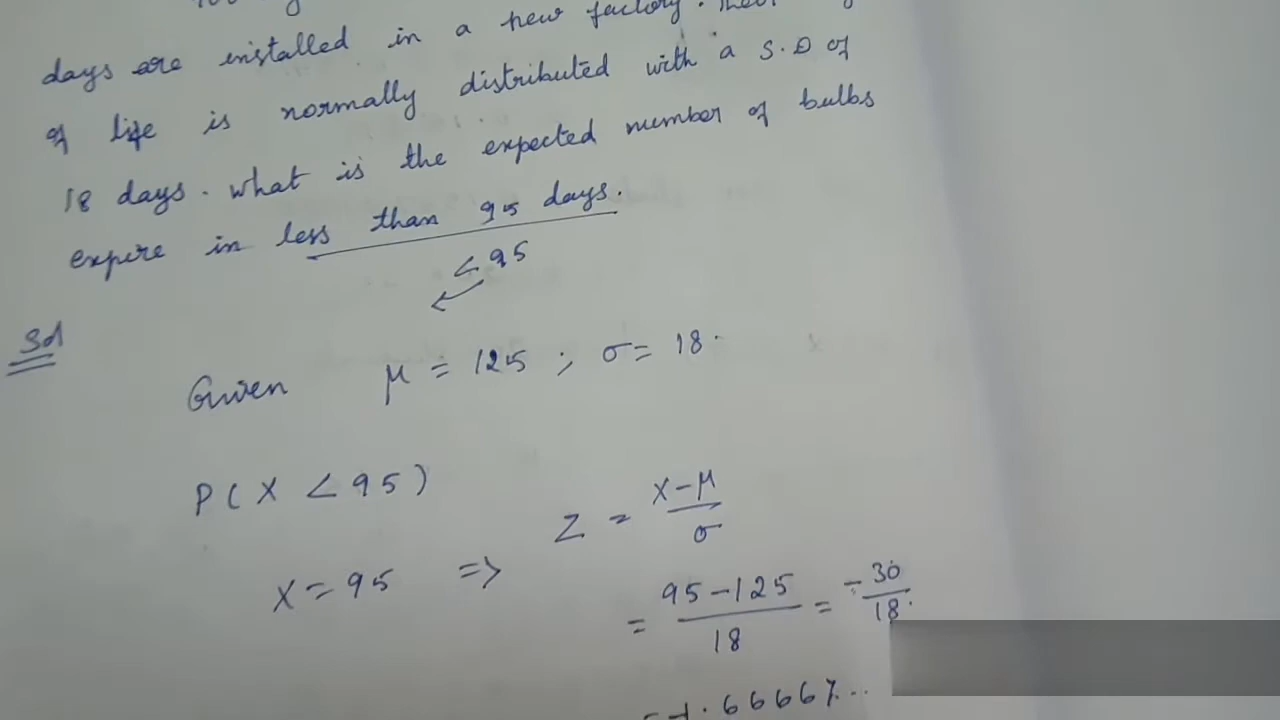 days are installed in a new factory.
of life is normally distributed with a S.D of
18 days. what is the expected number of bulbs
expire in less than 95 days.
< 95
Sol
Given μ = 125 ; σ = 18.
P( X < 95 )
X = 95 => Z = X-μ / σ
= 95-125 / 18 = -30 / 18.
= -1.66667...